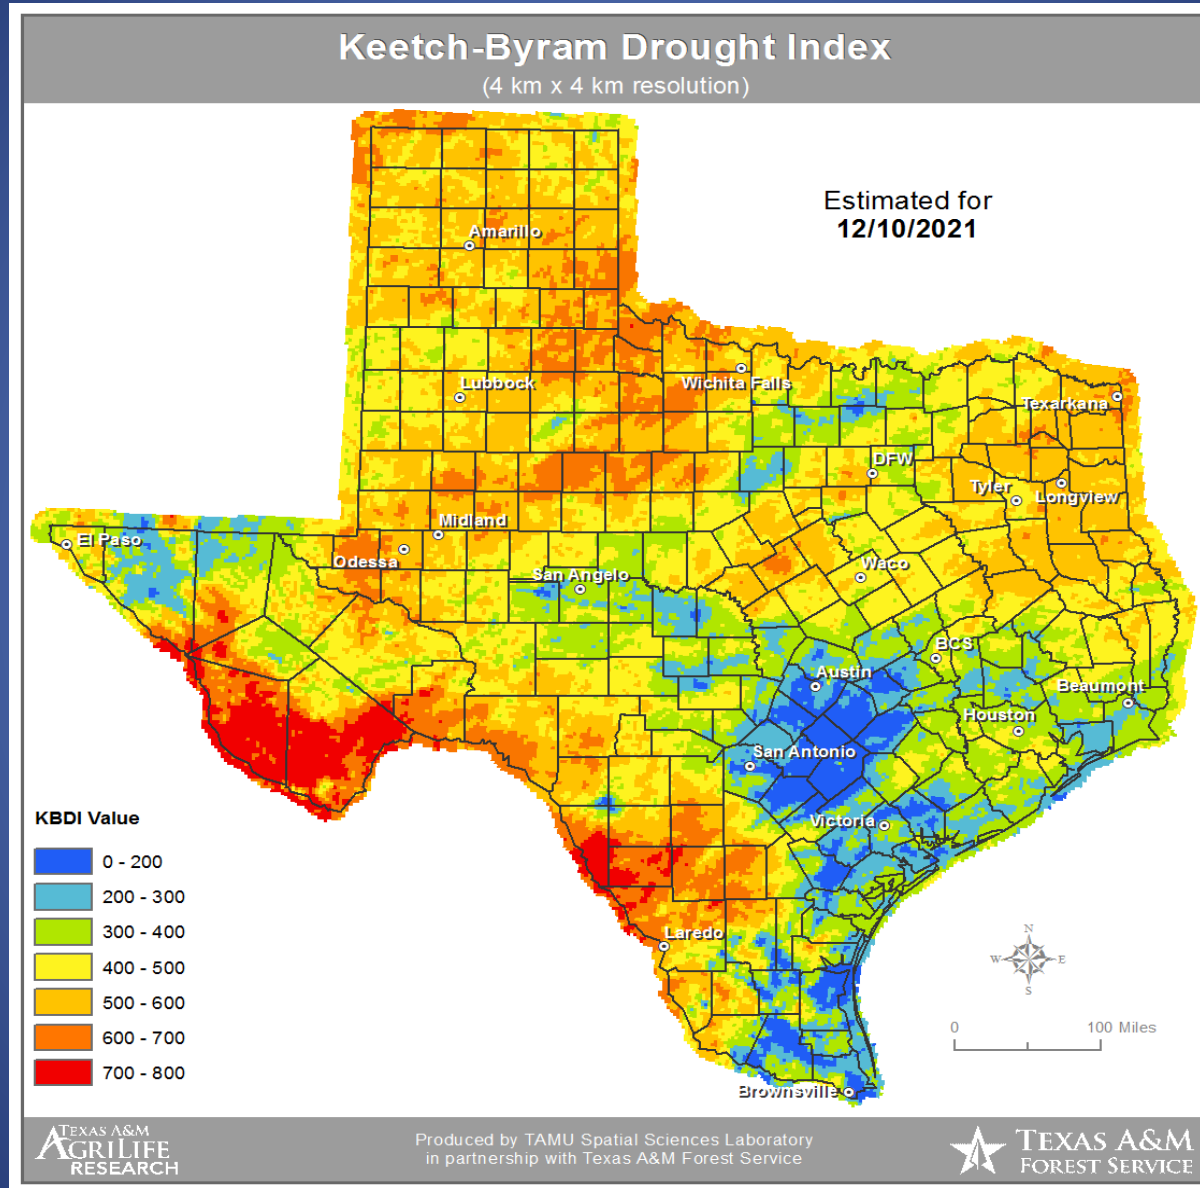 Keetch-Byram Drought Index
(4 km x 4 km resolution)
Estimated for
12/10/2021
Amarillo
Lubbock
Wichita Falls
Texarkana
DFW
Tyler
Longview
Midland
El Paso
Odessa
San Angelo
Waco
BCS
Austin
Beaumont
Houston
San Antonio
Victoria
Laredo
Brownsville
KBDI Value
0 - 200
200 - 300
300 - 400
400 - 500
500 - 600
600 - 700
700 - 800
N
W
E
S
0 100 Miles
TEXAS A&M
AGRILIFE
RESEARCH
Produced by TAMU Spatial Sciences Laboratory
in partnership with Texas A&M Forest Service
TEXAS A&M
FOREST SERVICE